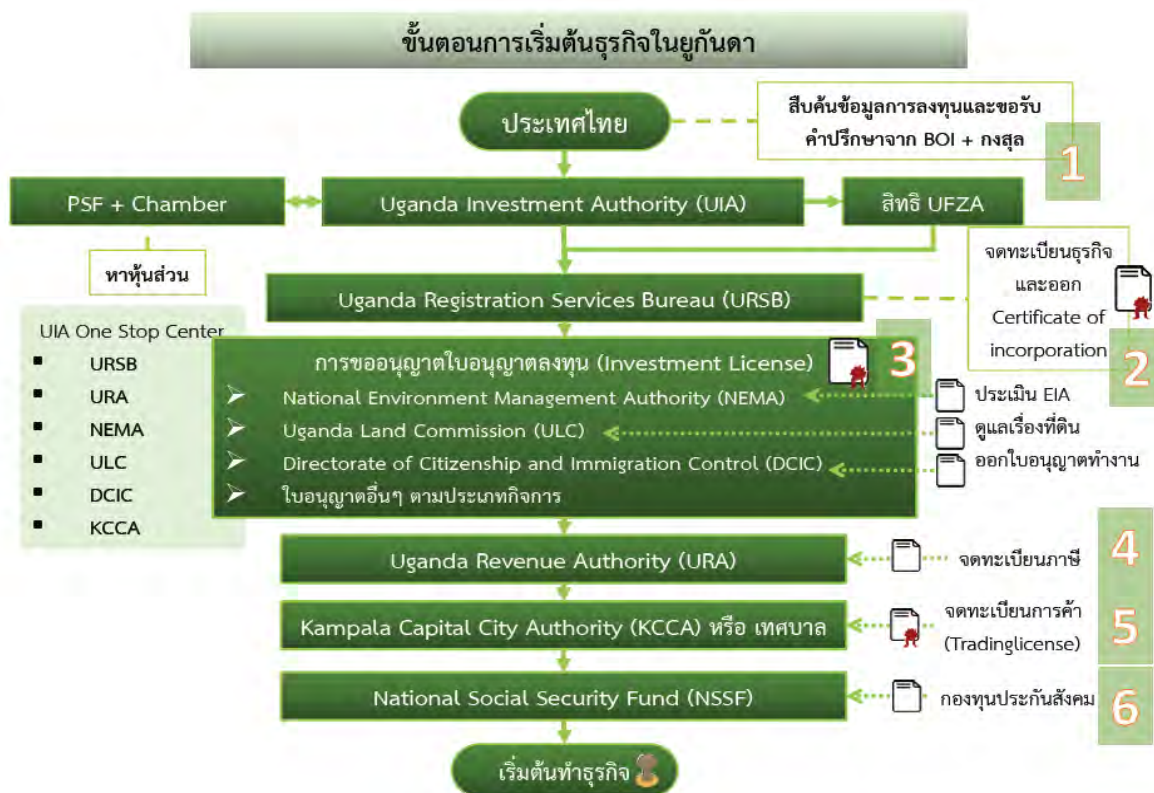 ขั้นตอนการเริ่มต้นธุรกิจในยูกันดา
ประเทศไทย
สืบค้นข้อมูลการลงทุนและขอรับ
คำปรึกษาจาก BOI + กงสุล
1
PSF + Chamber
Uganda Investment Authority (UIA)
สิทธิ UFZA
หาหุ้นส่วน
จดทะเบียนธุรกิจ
และออก
Certificate of
incorporation
2
Uganda Registration Services Bureau (URSB)
UIA One Stop Center
▪ URSB
▪ URA
▪ NEMA
▪ ULC
▪ DCIC
▪ KCCA
การขออนุญาตใบอนุญาตลงทุน (Investment License)
3
➢ National Environment Management Authority (NEMA)
ประเมิน EIA
➢ Uganda Land Commission (ULC)
ดูแลเรื่องที่ดิน
➢ Directorate of Citizenship and Immigration Control (DCIC)
ออกใบอนุญาตทำงาน
➢ ใบอนุญาตอื่นๆ ตามประเภทกิจการ
Uganda Revenue Authority (URA)
จดทะเบียนภาษี
4
Kampala Capital City Authority (KCCA) หรือ เทศบาล
จดทะเบียนการค้า
(Tradinglicense)
5
National Social Security Fund (NSSF)
กองทุนประกันสังคม
6
เริ่มต้นทำธุรกิจ